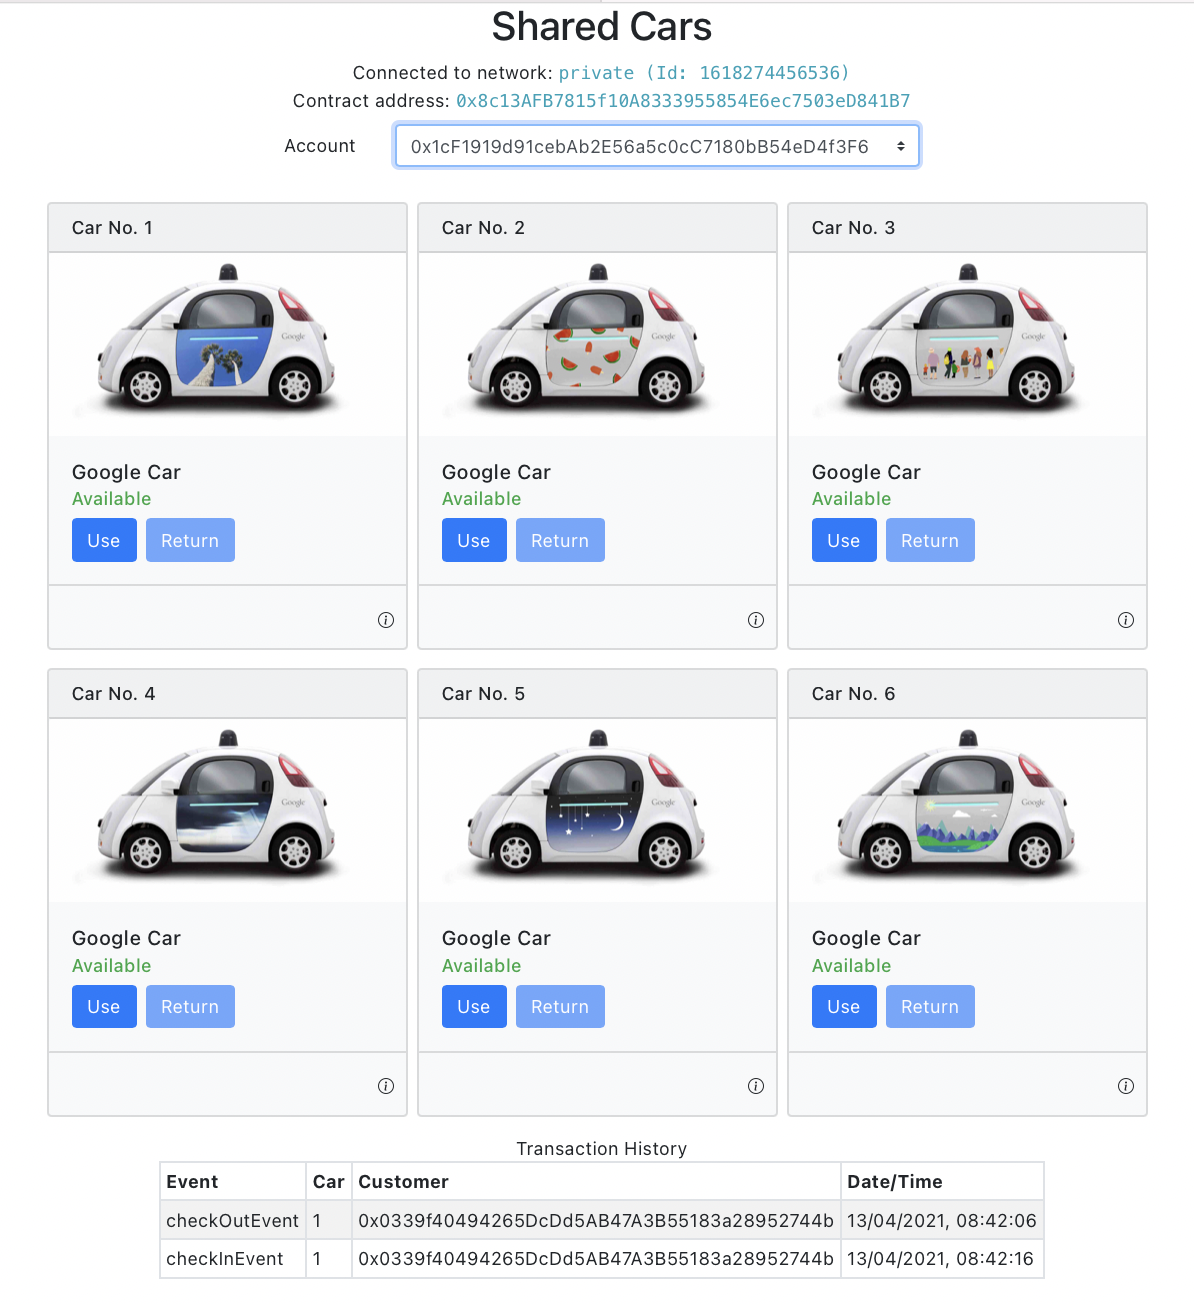 Shared Cars
Connected to network: private (Id: 1618274456536)
Contract address: 0x8c13AFB7815f10A8333955854E6ec7503eD841B7
Account 0x1cF1919d91cebAb2E56a5c0cC7180bB54eD4f3F6
Car No. 1 Car No. 2 Car No. 3
Google Google Google
Google Car Google Car Google Car
Available Available Available
Use Return Use Return Use Return
Car No. 4 Car No. 5 Car No. 6
Google Google Google
Google Car Google Car Google Car
Available Available Available
Use Return Use Return Use Return
Transaction History
Event Car Customer Date/Time
checkOutEvent 1 0x0339f40494265DcDd5AB47A3B55183a28952744b 13/04/2021, 08:42:06
checkInEvent 1 0x0339f40494265DcDd5AB47A3B55183a28952744b 13/04/2021, 08:42:16